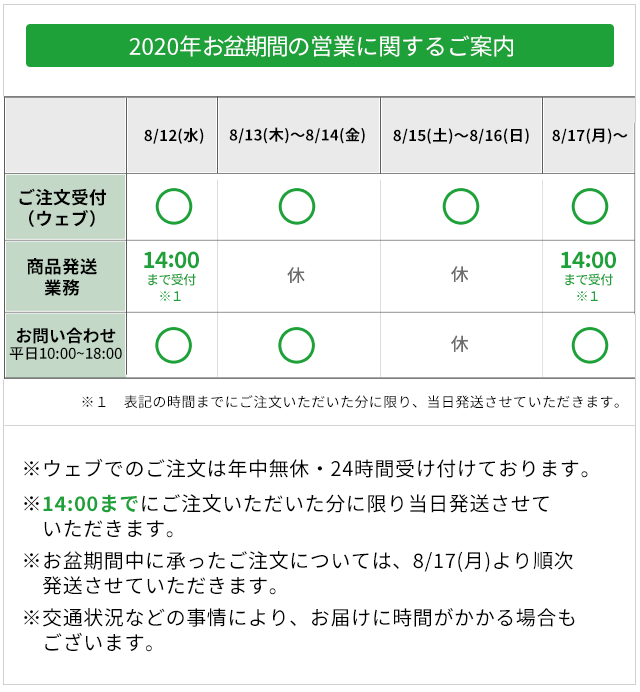 2020年お盆期間の営業に関するご案内
8/12(水) 8/13(木)～8/14(金) 8/15(土)～8/16(日) 8/17(月)～
ご注文受付
（ウェブ） ◯ ◯ ◯ ◯
商品発送
業務 14:00
まで受付
※１ 休 休 14:00
まで受付
※１
お問い合わせ
平日10:00~18:00 ◯ ◯ 休 ◯
※１　表記の時間までにご注文いただいた分に限り、当日発送させていただきます。
※ウェブでのご注文は年中無休・24時間受け付けております。
※14:00までにご注文いただいた分に限り当日発送させて
いただきます。
※お盆期間中に承ったご注文については、8/17(月)より順次
発送させていただきます。
※交通状況などの事情により、お届けに時間がかかる場合も
ございます。